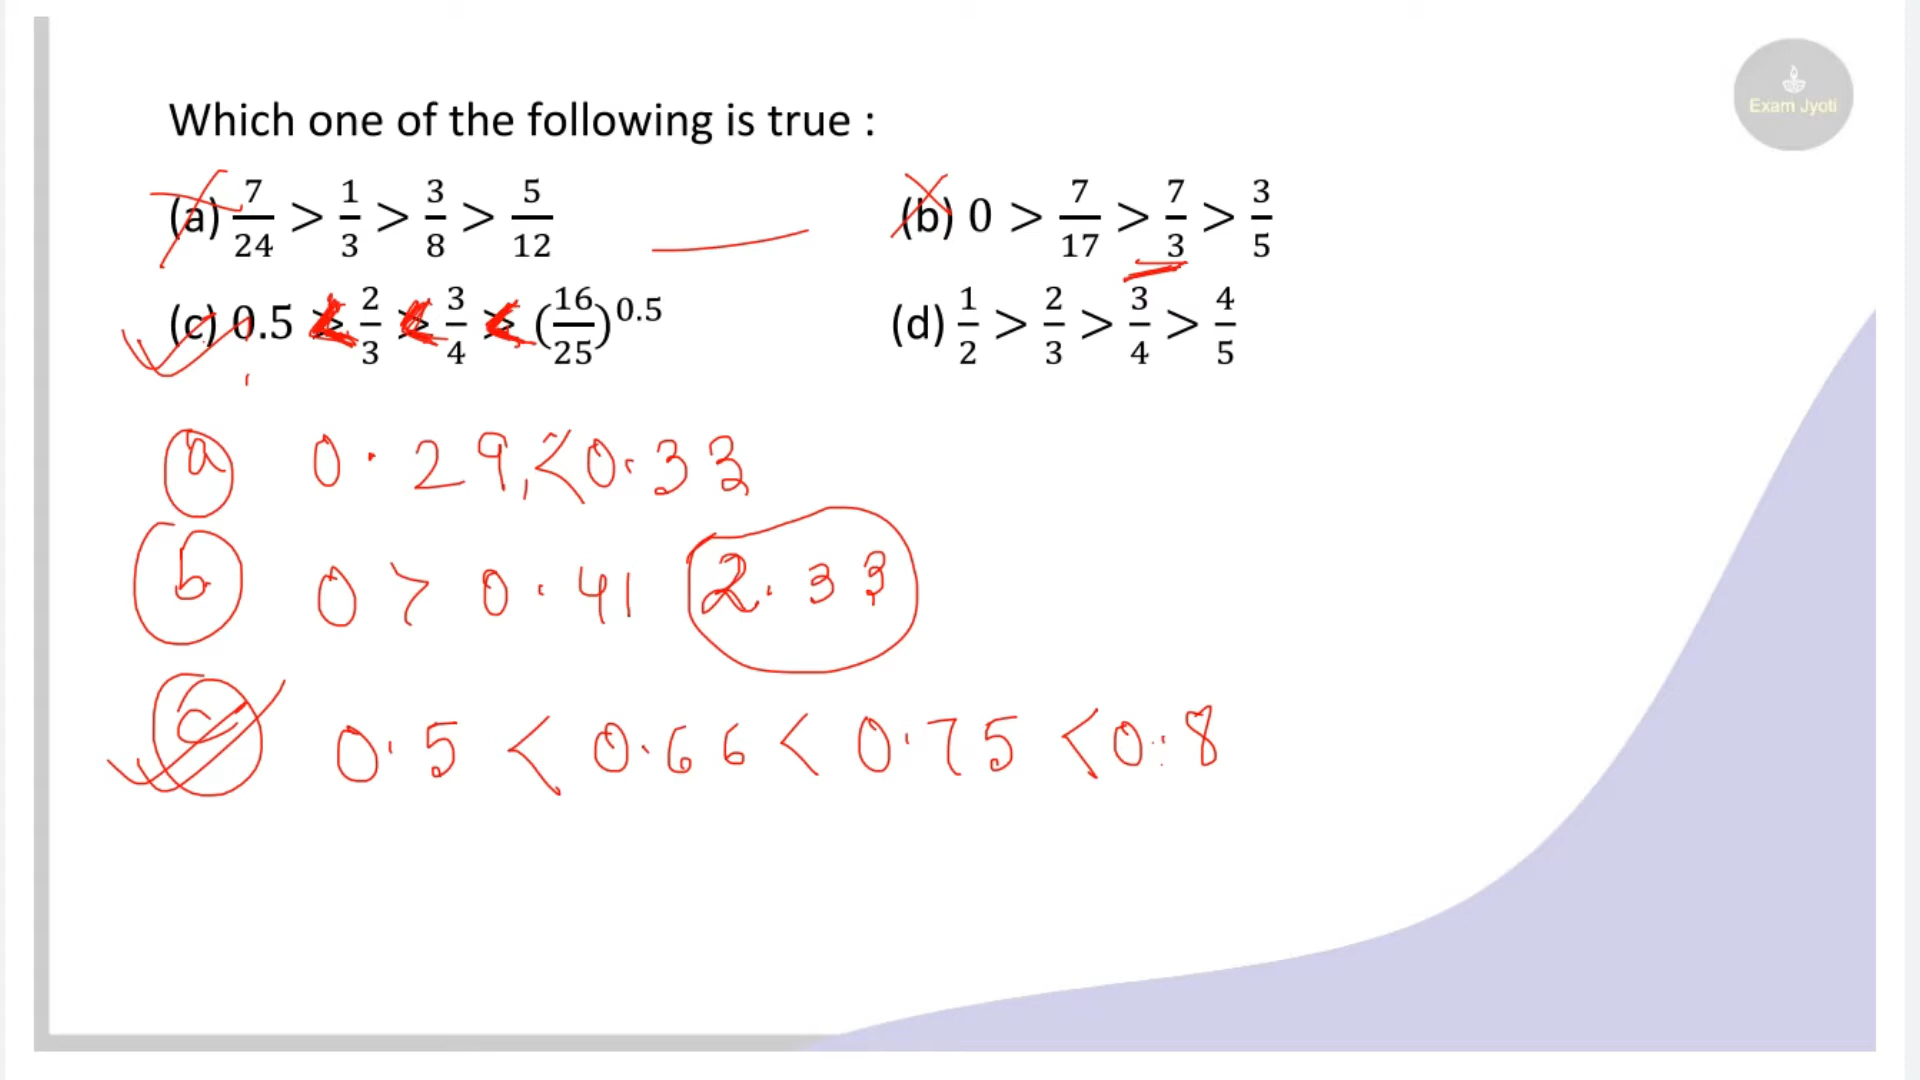 Exam Jyoti
Which one of the following is true :
(a) 7/24 > 1/3 > 3/8 > 5/12 (b) 0 > 7/17 > 7/3 > 3/5
(c) 0.5 < 2/3 < 3/4 < (16/25)^0.5 (d) 1/2 > 2/3 > 3/4 > 4/5
a 0.29, < 0.33
b 0 > 0.41 2.33
c 0.5 < 0.66 < 0.75 < 0.8